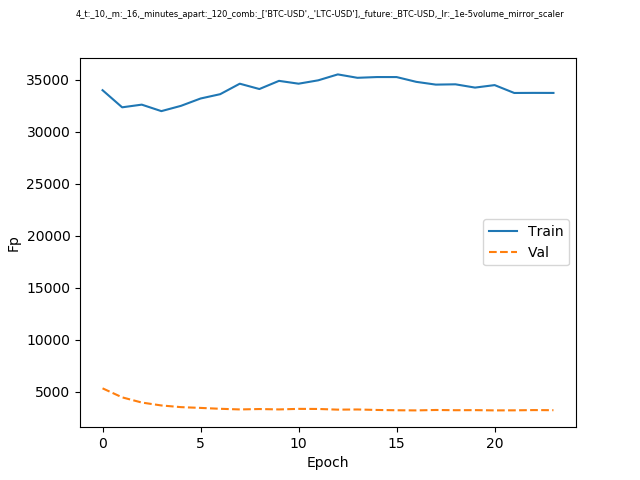 4_t:_10,_m:_16,_minutes_apart:_120_comb:_['BTC-USD',_'LTC-USD'],_future:_BTC-USD,_lr:_1e-5volume_mirror_scaler
35000
30000
25000
20000
15000
10000
5000
Fp
Train
Val
0 5 10 15 20
Epoch